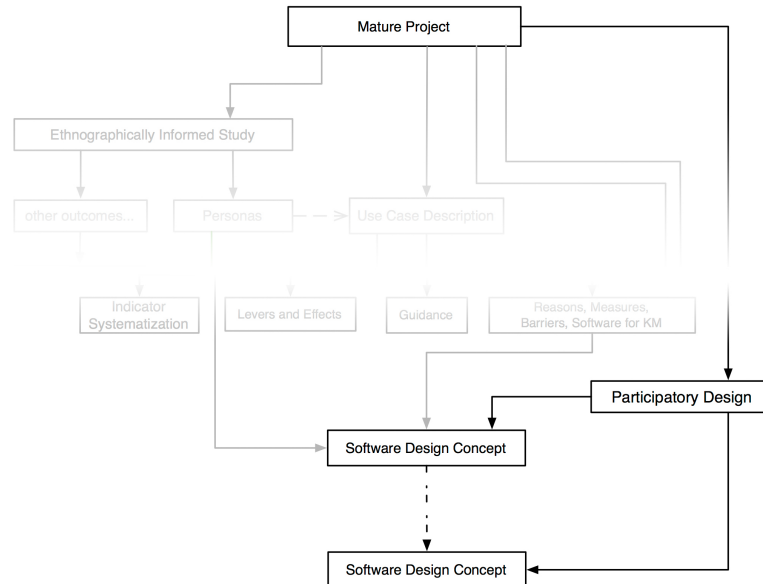 Mature Project
Ethnographically Informed Study
other outcomes...
Personas
Use Case Description
Indicator
Systematization
Levers and Effects
Guidance
Reasons, Measures,
Barriers, Software for KM
Participatory Design
Software Design Concept
Software Design Concept